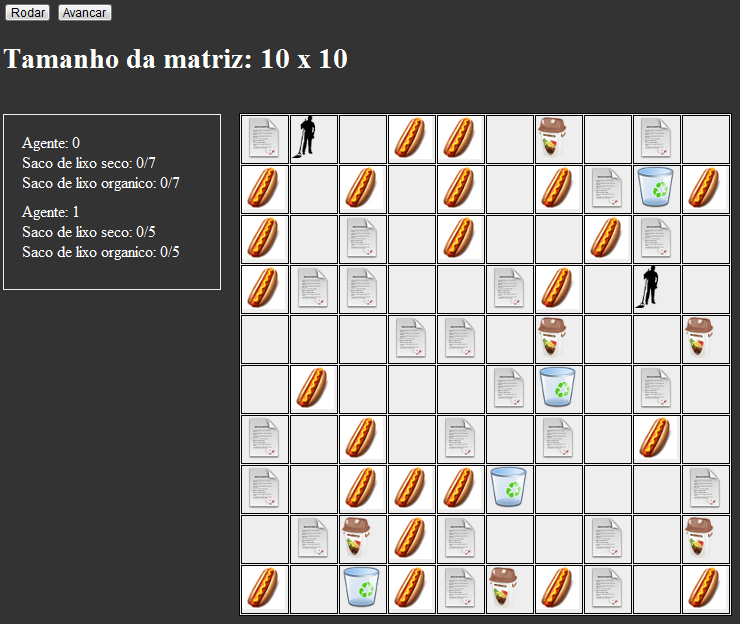 Rodar Avancar
Tamanho da matriz: 10 x 10
Agente: 0
Saco de lixo seco: 0/7
Saco de lixo organico: 0/7
Agente: 1
Saco de lixo seco: 0/5
Saco de lixo organico: 0/5